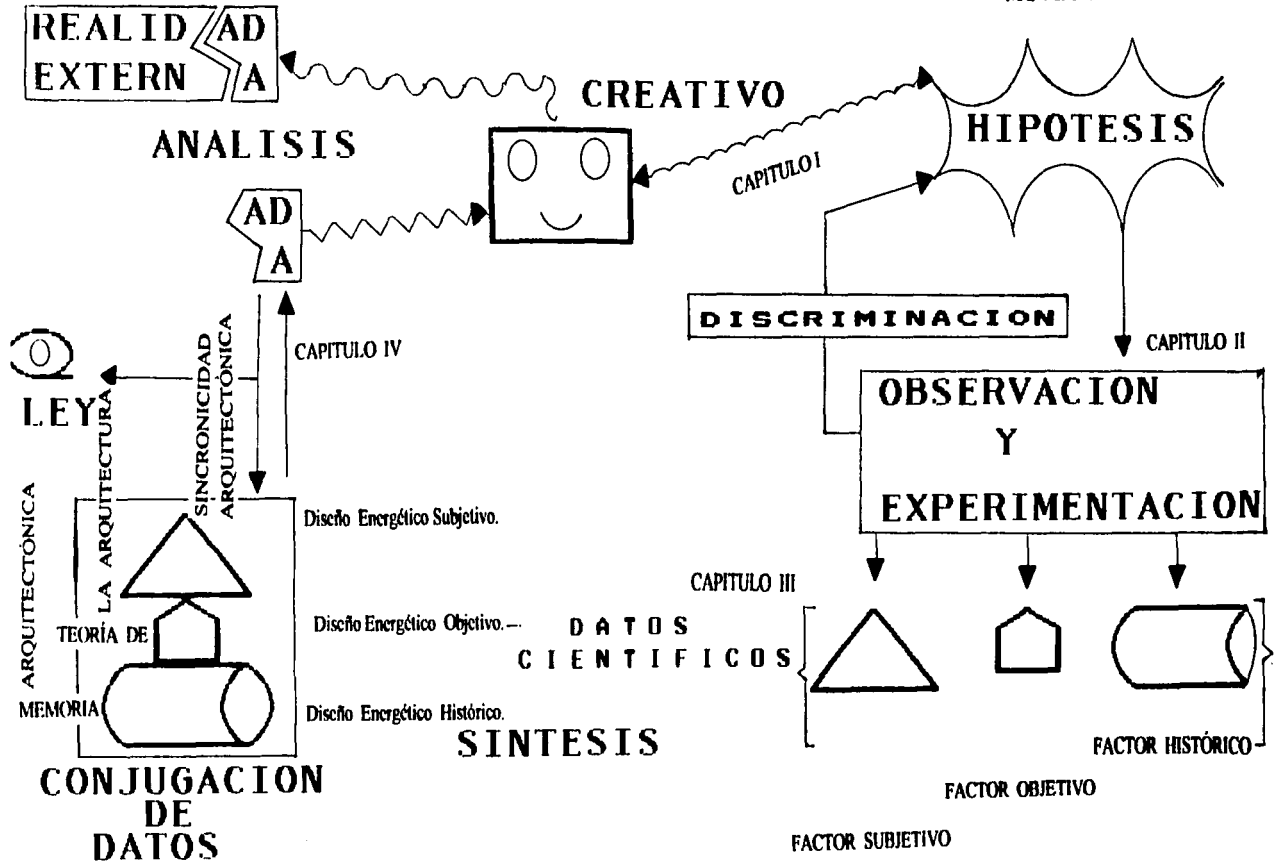 REALID AD
EXTERN A
ANALISIS
CREATIVO
HIPOTESIS
CAPITULO I
AD
A
DISCRIMINACION
CAPITULO IV
CAPITULO II
SINCRONICIDAD
ARQUITECTÓNICA
LEY
OBSERVACION
Y
EXPERIMENTACION
ARQUITECTÓNICA
LA ARQUITECTURA
TEORÍA DE
MEMORIA
Diseño Energético Subjetivo.
Diseño Energético Objetivo.—
Diseño Energético Histórico.
CAPITULO III
DATOS
CIENTIFICOS
SINTESIS
CONJUGACION
DE
DATOS
FACTOR HISTÓRICO
FACTOR OBJETIVO
FACTOR SUBJETIVO